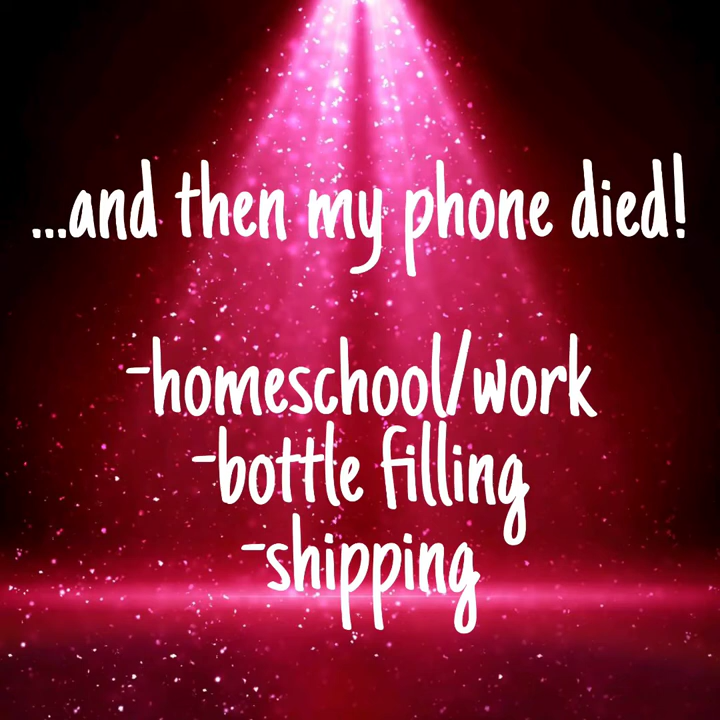 ...and then my phone died!
-homeschool/work
-bottle filling
-shipping